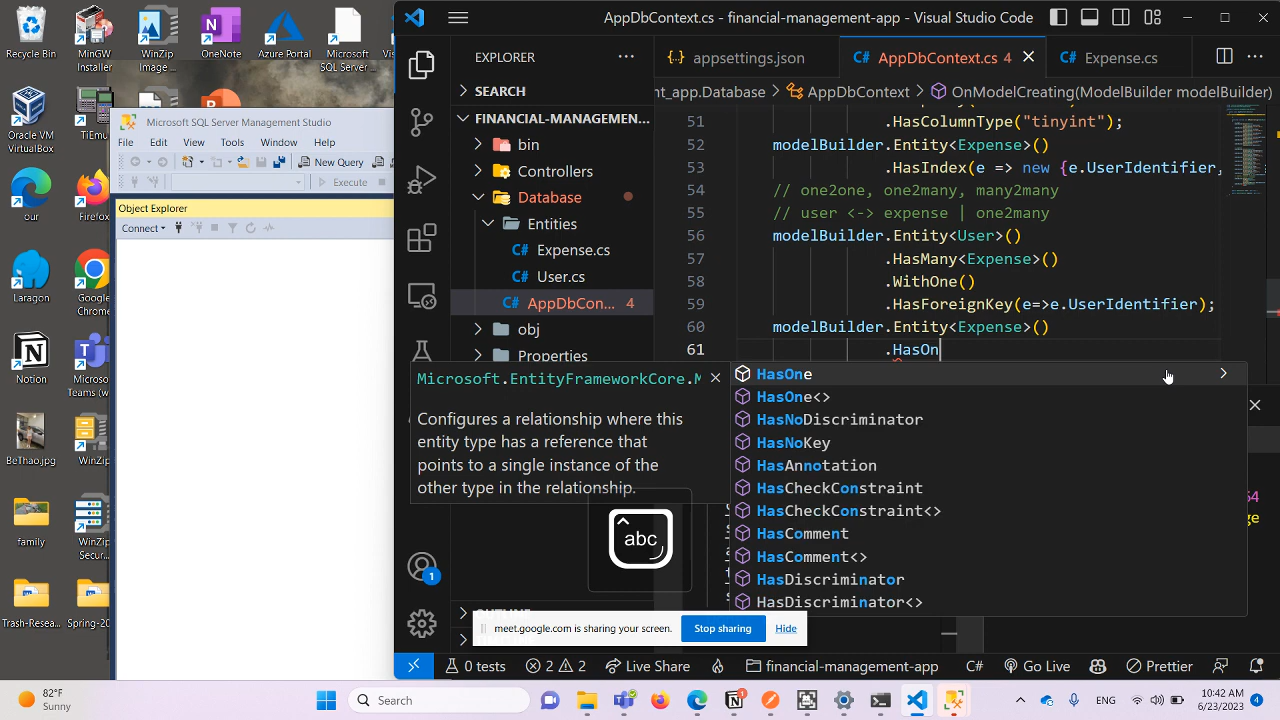 Recycle Bin
MinGW Installer
WinZip Image ...
OneNote
Azure Portal
Microsoft SQL Server ...
Oracle VM VirtualBox
TiEmu
our
Firefox
Laragon
Google
Notion
BeThao.jpg
WinZip
family
WinZip Secur...
Trash-Resea...
Microsoft SQL Server Management Studio
File Edit View Tools Window Help
New Query
Execute
Object Explorer
Connect
AppDbContext.cs - financial-management-app - Visual Studio Code
EXPLORER
SEARCH
FINANCIAL-MANAGEMEN...
bin
Controllers
Database
Entities
Expense.cs
User.cs
AppDbCon... 4
obj
Properties
OUTLINE
{} appsettings.json
AppDbContext.cs 4
Expense.cs
nt_app.Database > AppDbContext > OnModelCreating(ModelBuilder modelBuilder)
51 .HasColumnType("tinyint");
52 modelBuilder.Entity<Expense>()
53 .HasIndex(e => new {e.UserIdentifier,
54 // one2one, one2many, many2many
55 // user <-> expense | one2many
56 modelBuilder.Entity<User>()
57 .HasMany<Expense>()
58 .WithOne()
59 .HasForeignKey(e=>e.UserIdentifier);
60 modelBuilder.Entity<Expense>()
61 .HasOn
Microsoft.EntityFrameworkCore.M
Configures a relationship where this
entity type has a reference that
points to a single instance of the
other type in the relationship.
HasOne
HasOne<>
HasNoDiscriminator
HasNoKey
HasAnnotation
HasCheckConstraint
HasCheckConstraint<>
HasComment
HasComment<>
HasDiscriminator
HasDiscriminator<>
abc
1
meet.google.com is sharing your screen. Stop sharing Hide
0 tests 2 2 Live Share financial-management-app C# Go Live Prettier
82°F
Sunny
Search
ENG
10:42 AM
6/23/2023
4